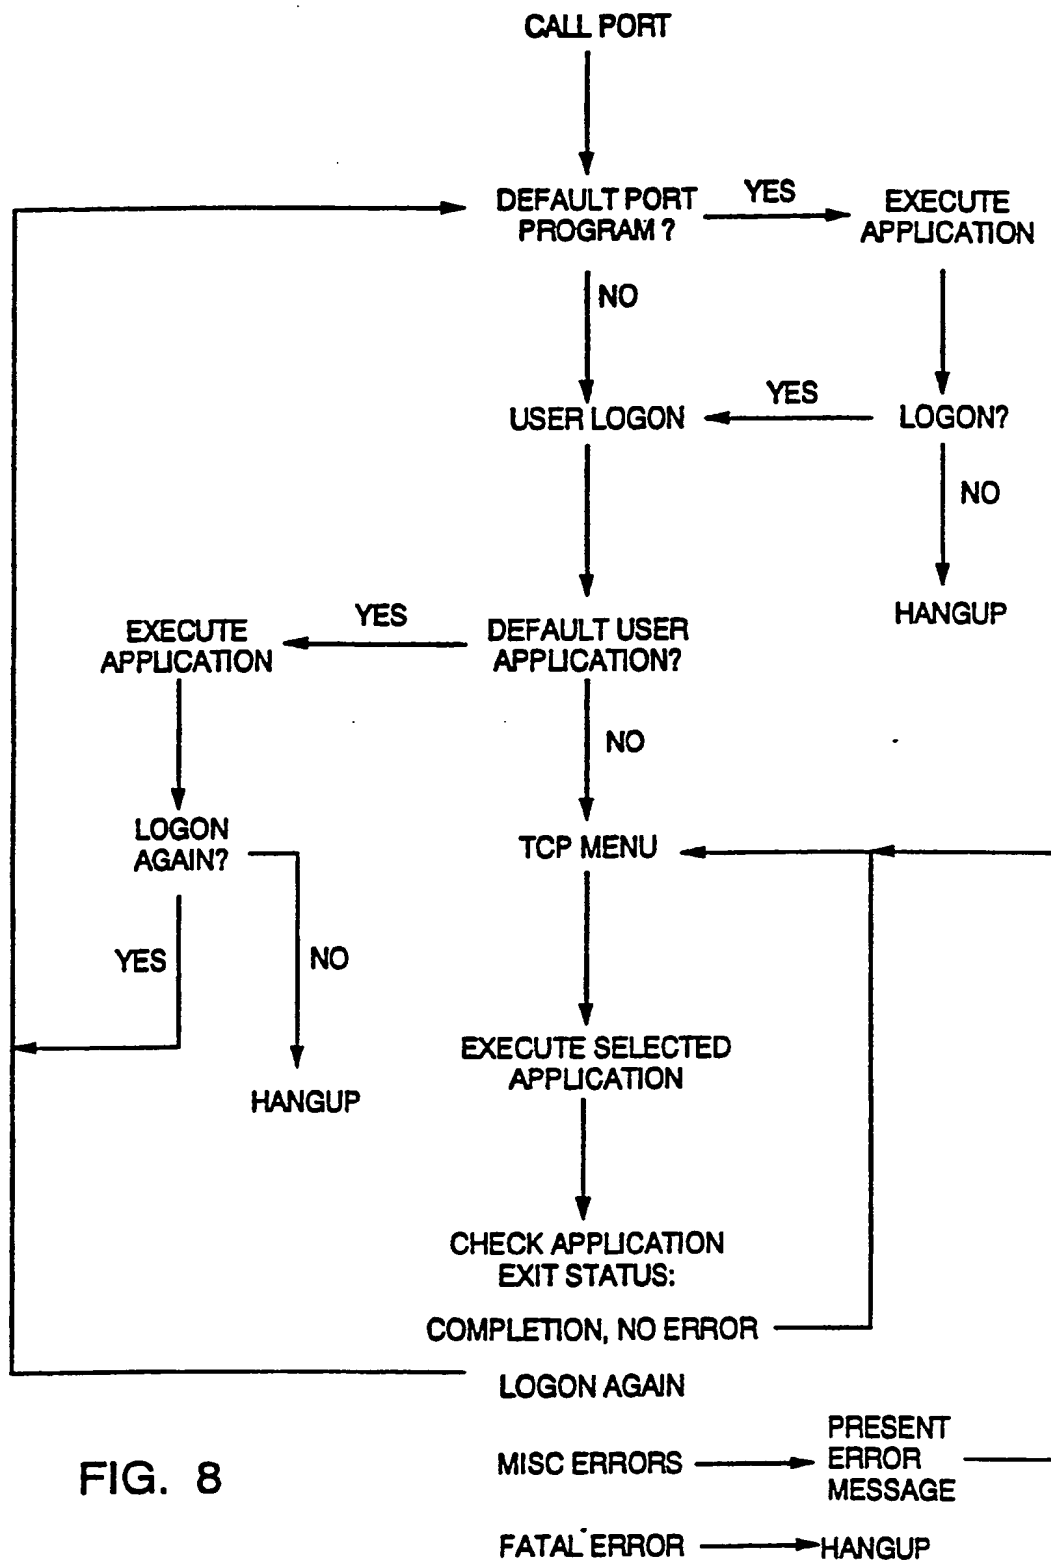 CALL PORT
DEFAULT PORT
PROGRAM ?
YES
EXECUTE
APPLICATION
NO
USER LOGON
YES
LOGON?
NO
HANGUP
EXECUTE
APPLICATION
YES
DEFAULT USER
APPLICATION?
NO
LOGON
AGAIN?
TCP MENU
YES
NO
HANGUP
EXECUTE SELECTED
APPLICATION
CHECK APPLICATION
EXIT STATUS:
COMPLETION, NO ERROR
LOGON AGAIN
MISC ERRORS
PRESENT
ERROR
MESSAGE
FATAL ERROR
HANGUP
FIG. 8